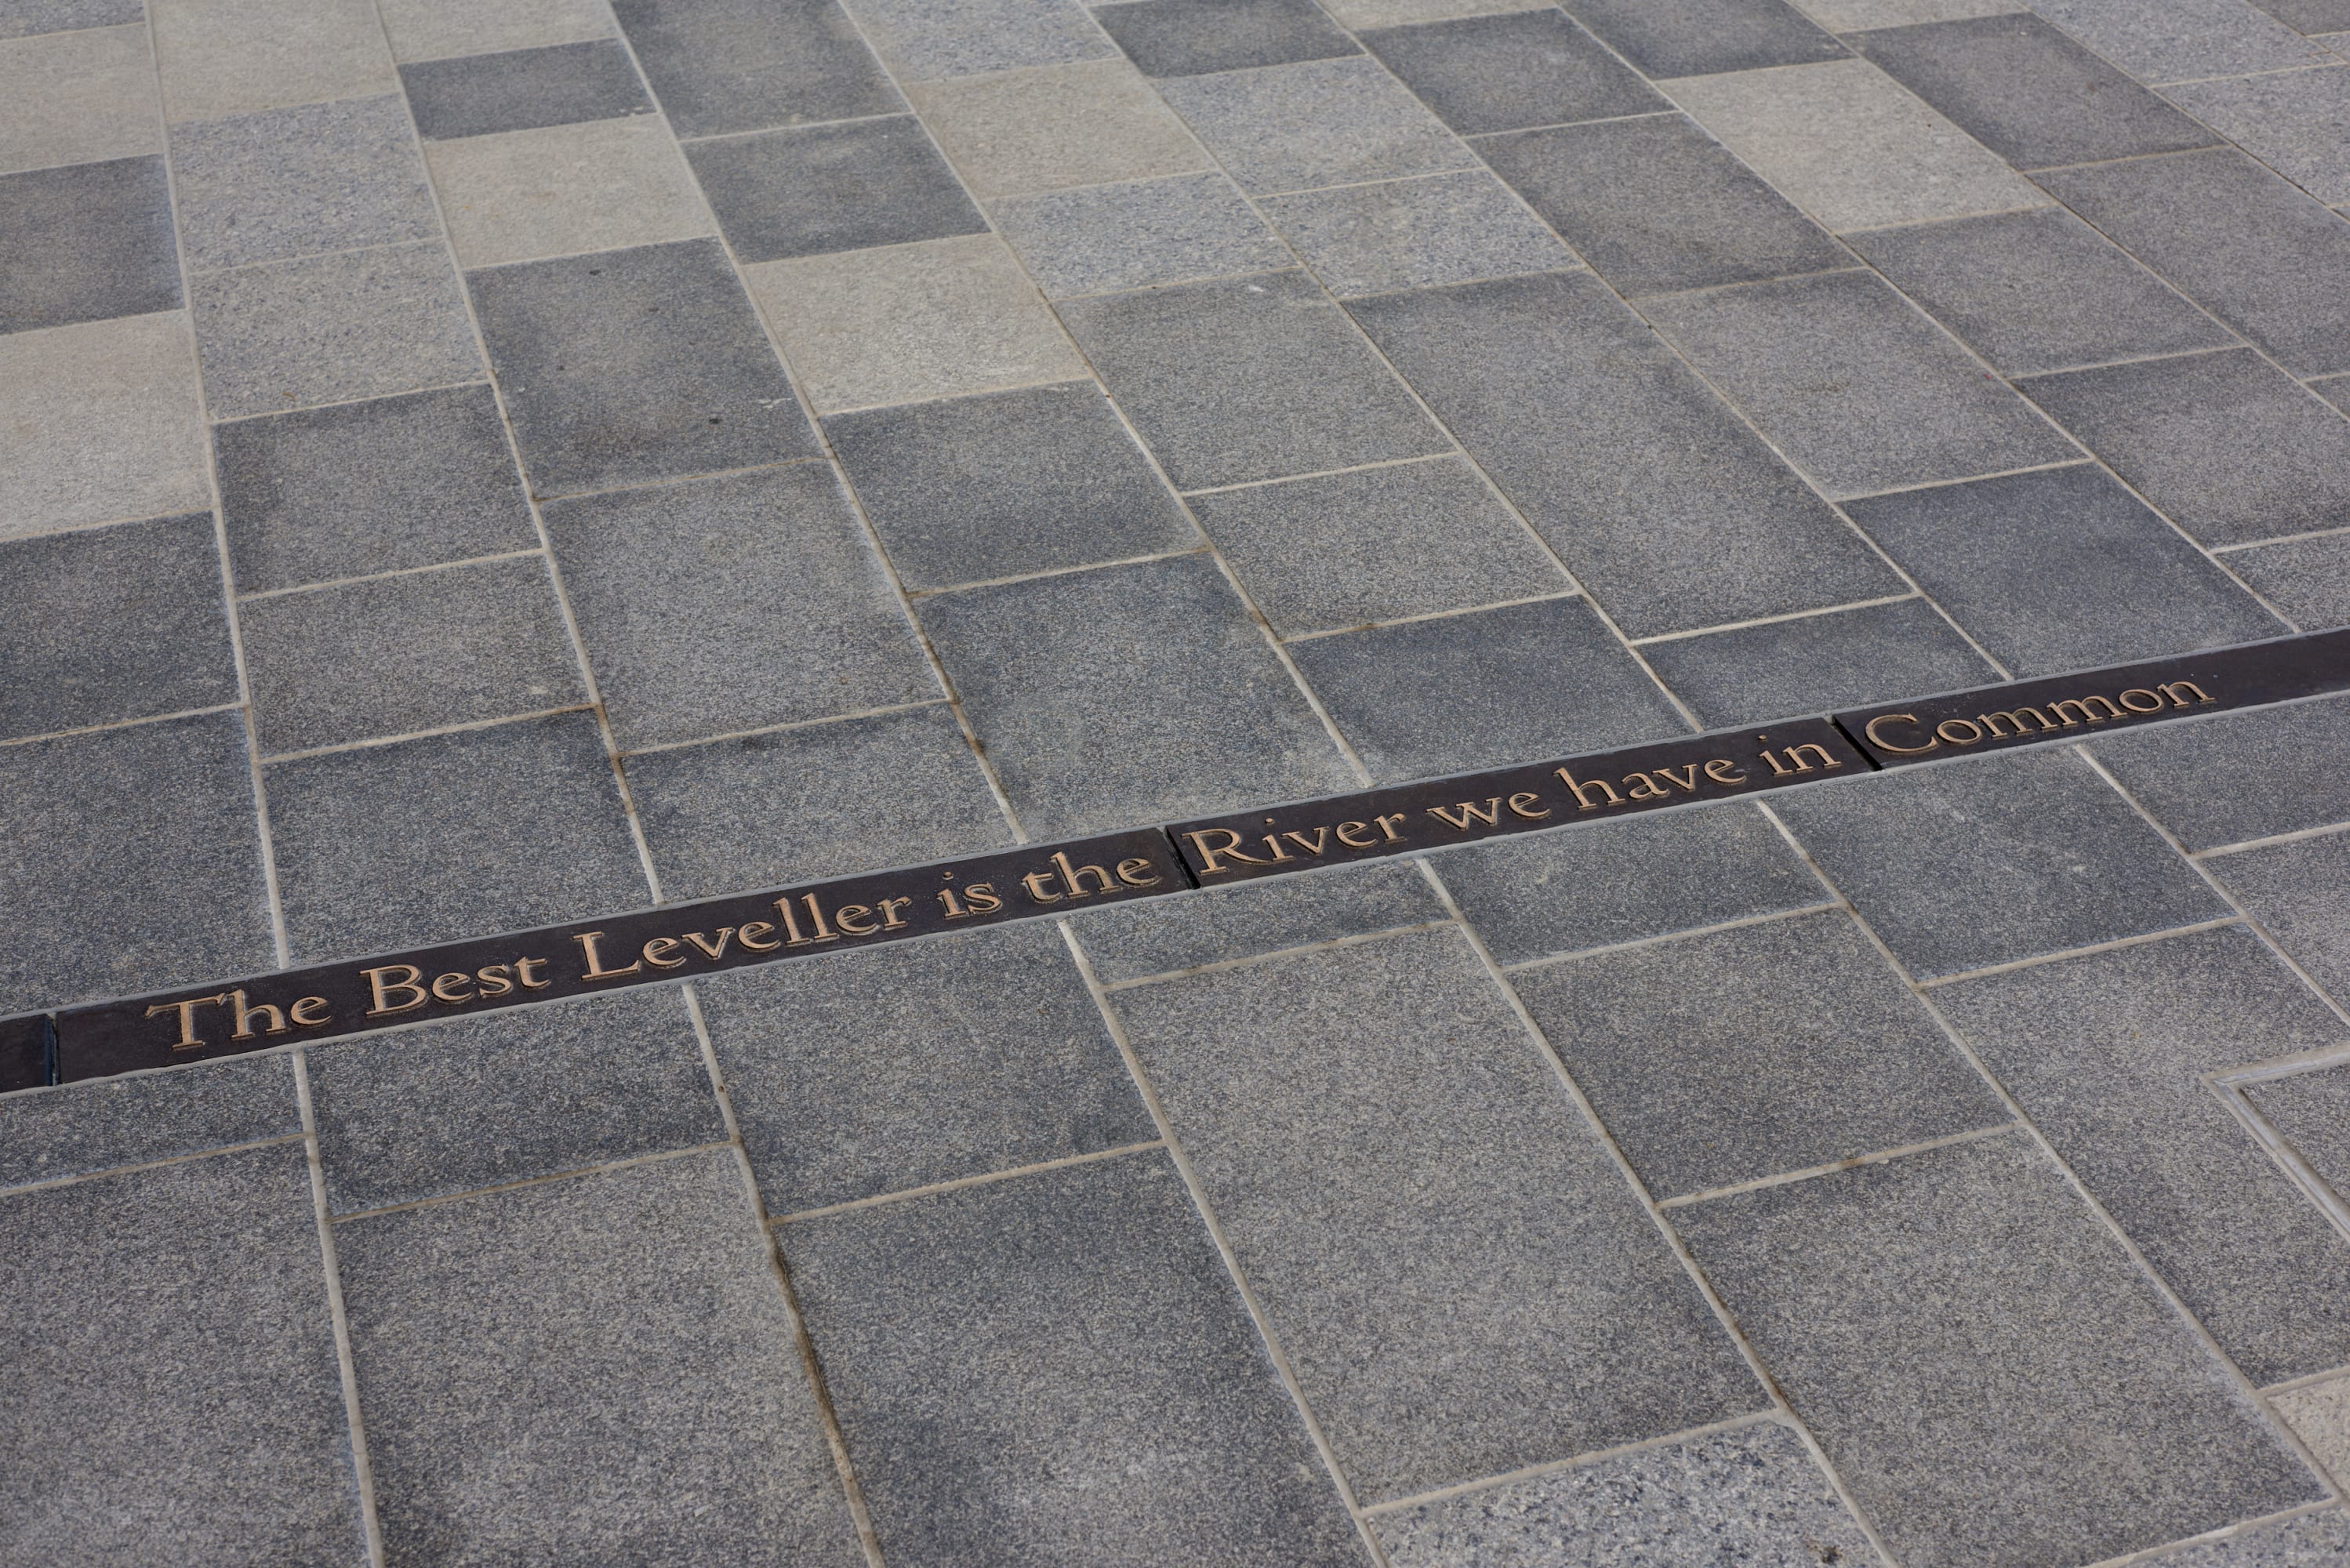 The Best Leveller is the River we have in Common